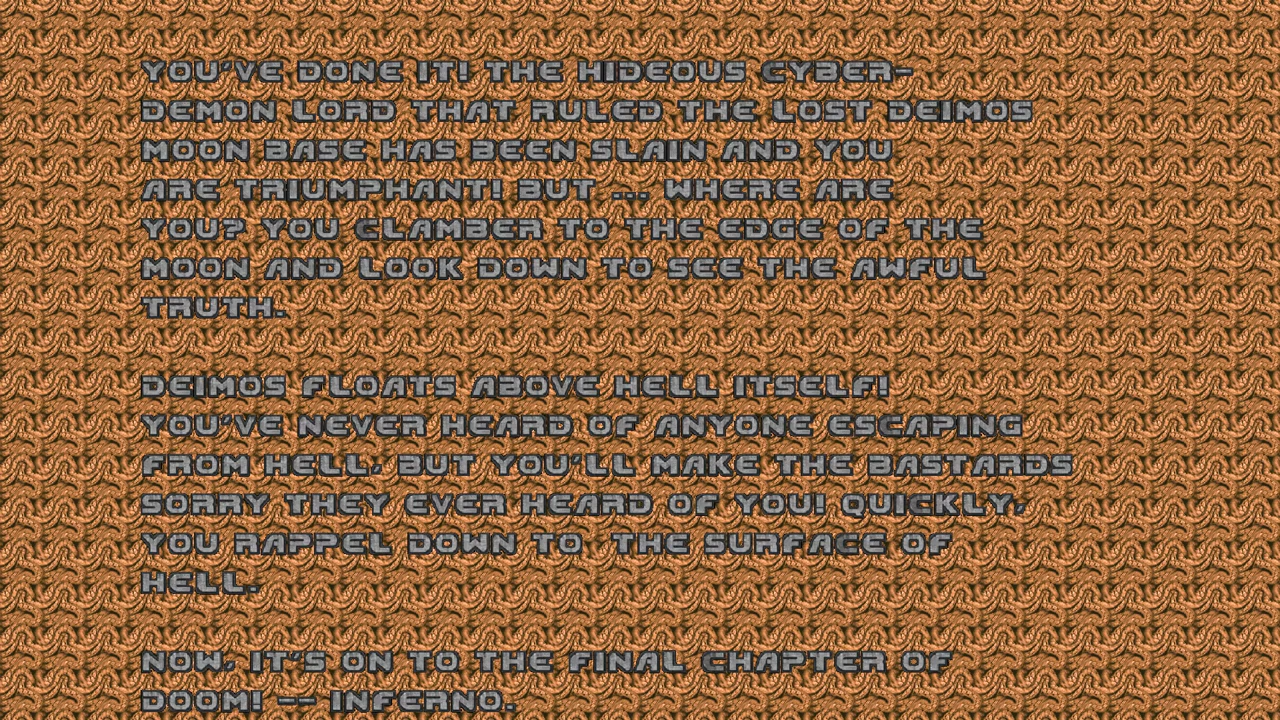 YOU'VE DONE IT! THE HIDEOUS CYBER-
DEMON LORD THAT RULED THE LOST DEIMOS
MOON BASE HAS BEEN SLAIN AND YOU
ARE TRIUMPHANT! BUT ... WHERE ARE
YOU? YOU CLAMBER TO THE EDGE OF THE
MOON AND LOOK DOWN TO SEE THE AWFUL
TRUTH.

DEIMOS FLOATS ABOVE HELL ITSELF!
YOU'VE NEVER HEARD OF ANYONE ESCAPING
FROM HELL, BUT YOU'LL MAKE THE BASTARDS
SORRY THEY EVER HEARD OF YOU! QUICKLY,
YOU RAPPEL DOWN TO  THE SURFACE OF
HELL.

NOW, IT'S ON TO THE FINAL CHAPTER OF
DOOM! -- INFERNO.